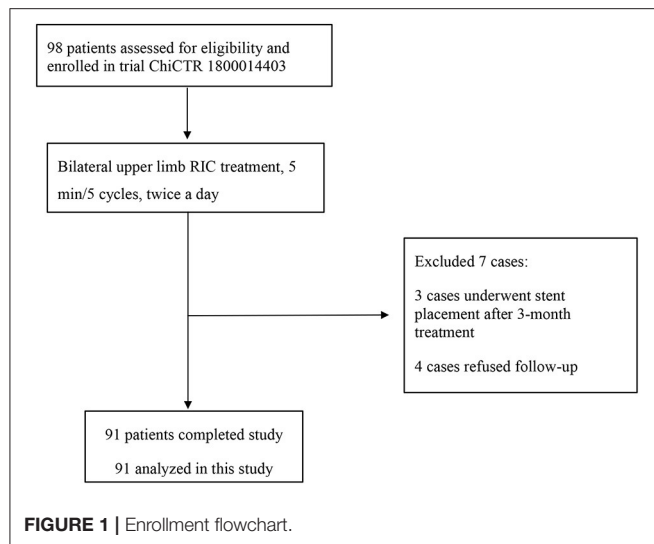 98 patients assessed for eligibility and
enrolled in trial ChiCTR 1800014403
Bilateral upper limb RIC treatment, 5
min/5 cycles, twice a day
Excluded 7 cases:
3 cases underwent stent
placement after 3-month
treatment
4 cases refused follow-up
91 patients completed study
91 analyzed in this study
FIGURE 1 | Enrollment flowchart.